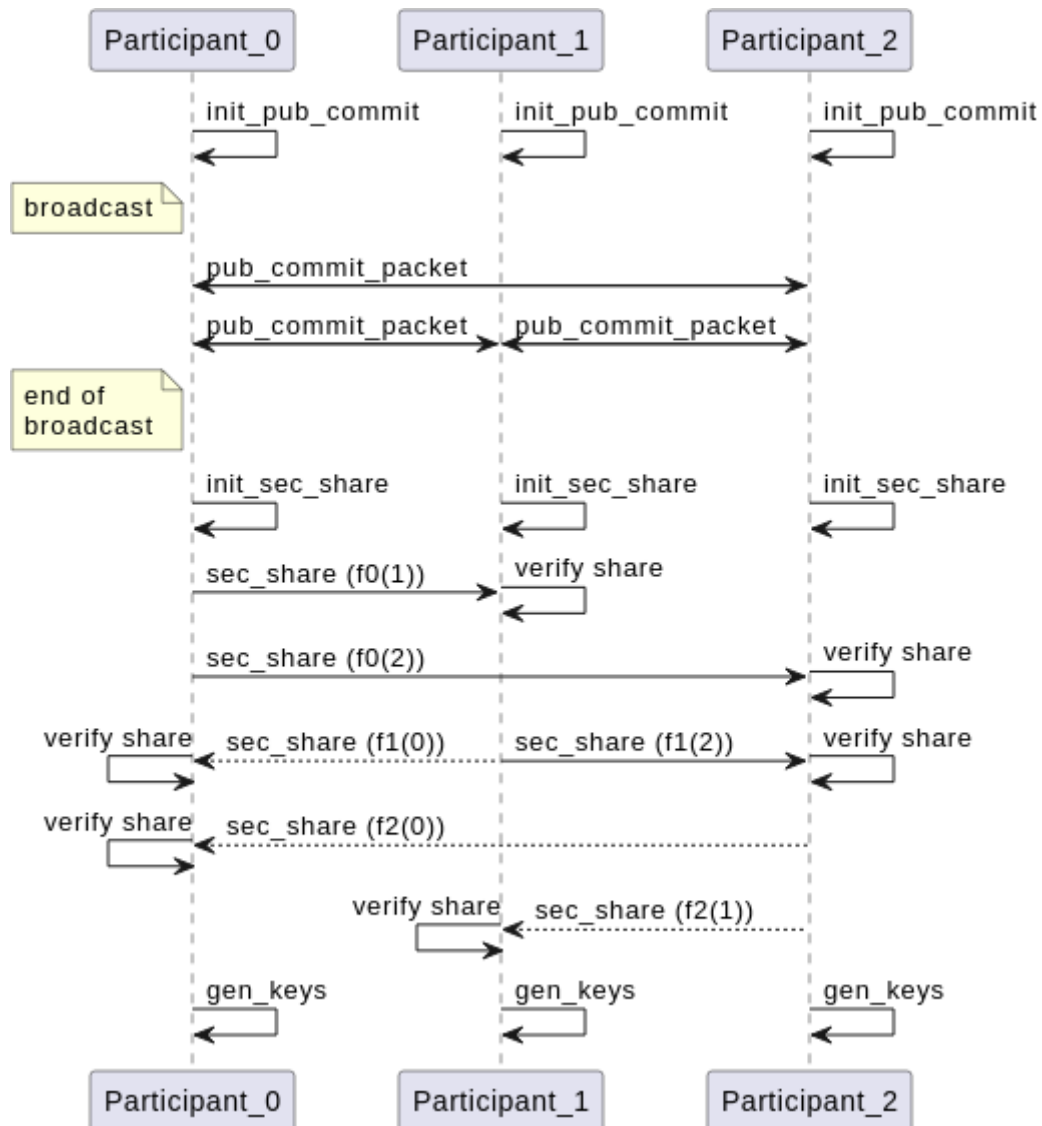 Participant_0 Participant_1 Participant_2
init_pub_commit init_pub_commit init_pub_commit
broadcast
pub_commit_packet
pub_commit_packet pub_commit_packet
end of
broadcast
init_sec_share init_sec_share init_sec_share
sec_share (f0(1)) verify share
sec_share (f0(2)) verify share
verify share sec_share (f1(0)) sec_share (f1(2)) verify share
verify share sec_share (f2(0))
verify share sec_share (f2(1))
gen_keys gen_keys gen_keys
Participant_0 Participant_1 Participant_2